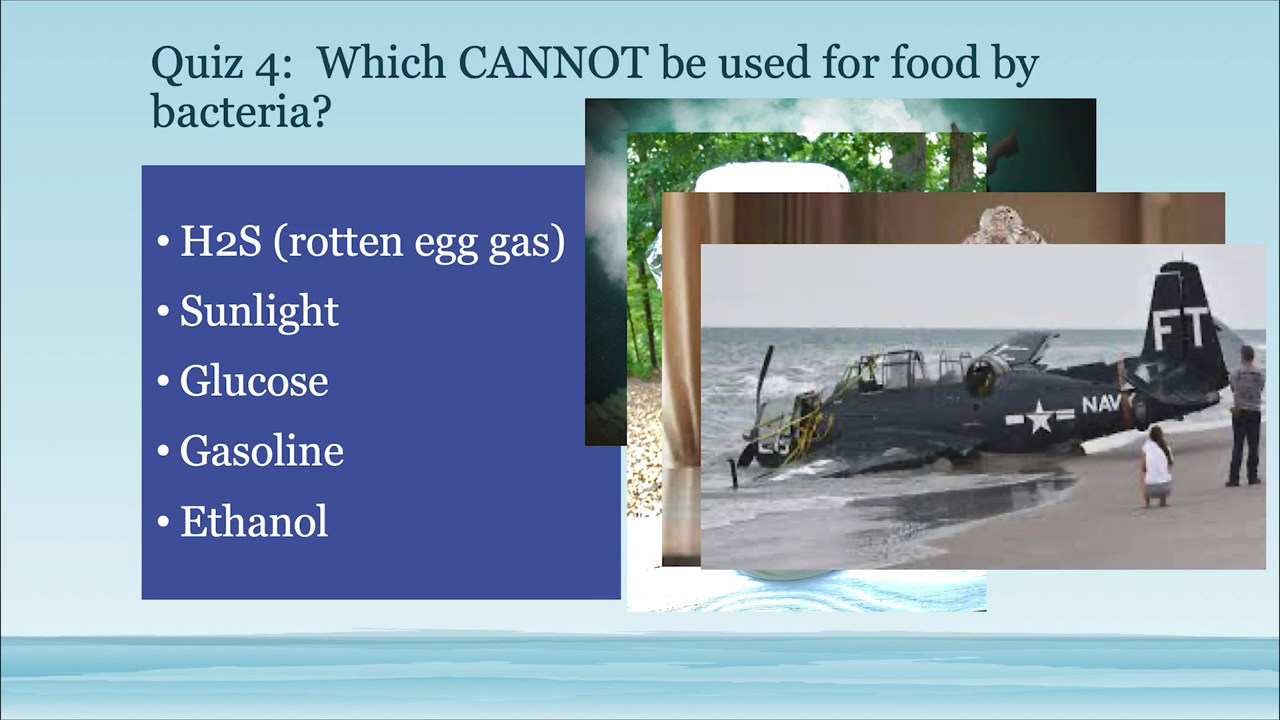 Quiz 4: Which CANNOT be used for food by
bacteria?
• H2S (rotten egg gas)
• Sunlight
• Glucose
• Gasoline
• Ethanol
FT
NAVY